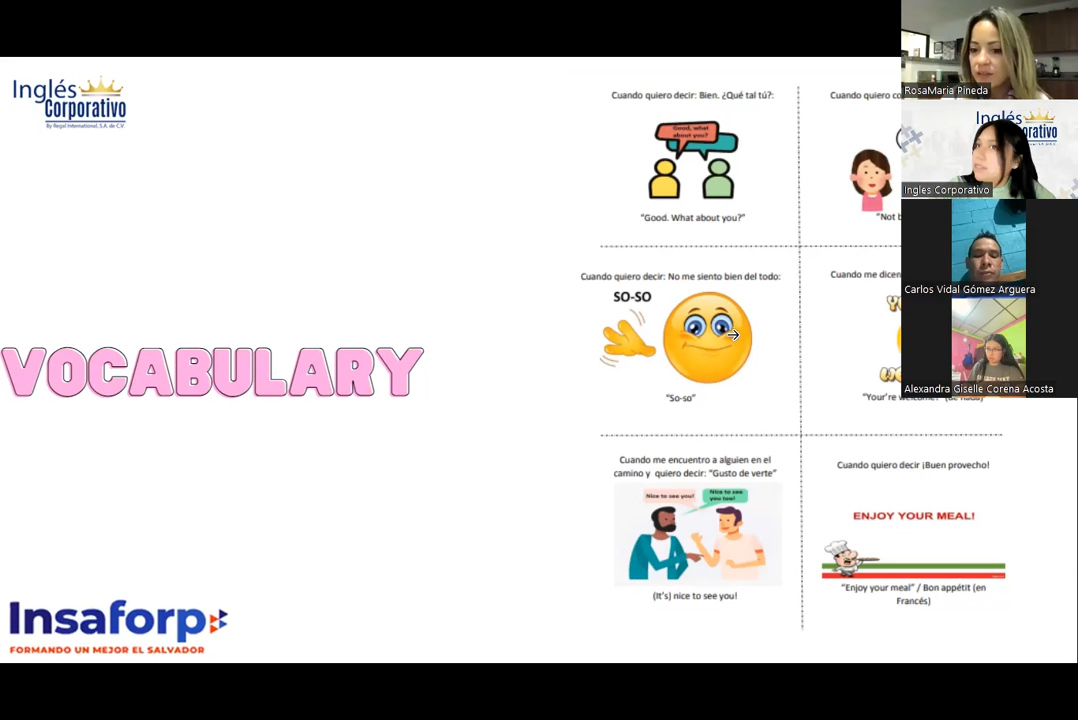 Inglés
Corporativo
By Regal International, S.A. de C.V
VOCABULARY
Insaforp
FORMANDO UN MEJOR EL SALVADOR
Cuando quiero decir: Bien. ¿Qué tal tú?:
Good, what
about you?
"Good. What about you?"
Cuando quiero
"Not
Cuando quiero decir: No me siento bien del todo:
SO-SO
"So-so"
Cuando me
"Your're
Cuando me encuentro a alguien en el
camino y quiero decir: "Gusto de verte"
Nice to see you!
Nice to see
you too!
(It's) nice to see you!
Cuando quiero decir ¡Buen provecho!
ENJOY YOUR MEAL!
"Enjoy your meal" / Bon appétit (en
Francés)
RosaMaria Pineda
Inglés
Corporativo
Ingles Corporativo
Carlos Vidal Gómez Arguera
Alexandra Giselle Corena Acosta